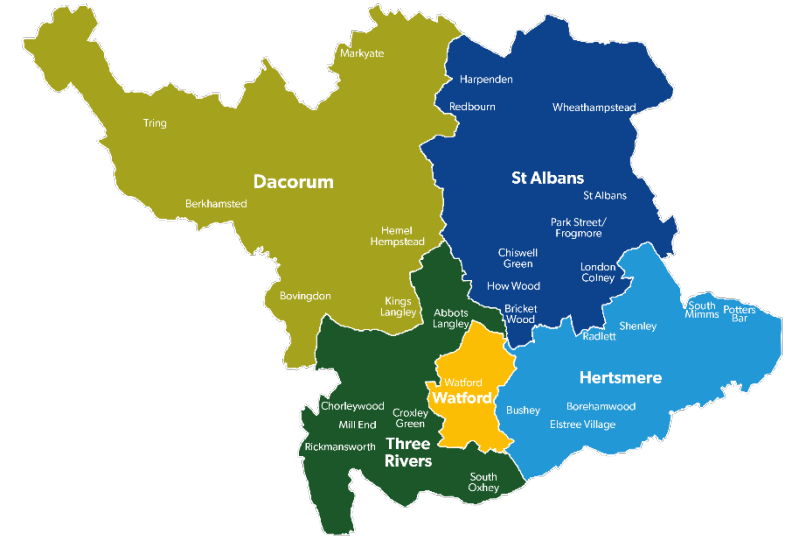 Markyate
Harpenden
Redbourn
Wheathampstead
Tring
Dacorum
St Albans
St Albans
Berkhamsted
Park Street/
Frogmore
Hemel
Hempstead
Chiswell
Green
London
Colney
How Wood
Bovingdon
Kings
Langley
Abbots
Langley
Bricket
Wood
South
Mimms
Potters
Bar
Shenley
Radlett
Hertsmere
Watford
Watford
Chorleywood
Croxley
Green
Mill End
Bushey
Borehamwood
Elstree Village
Three
Rivers
Rickmansworth
South
Oxhey